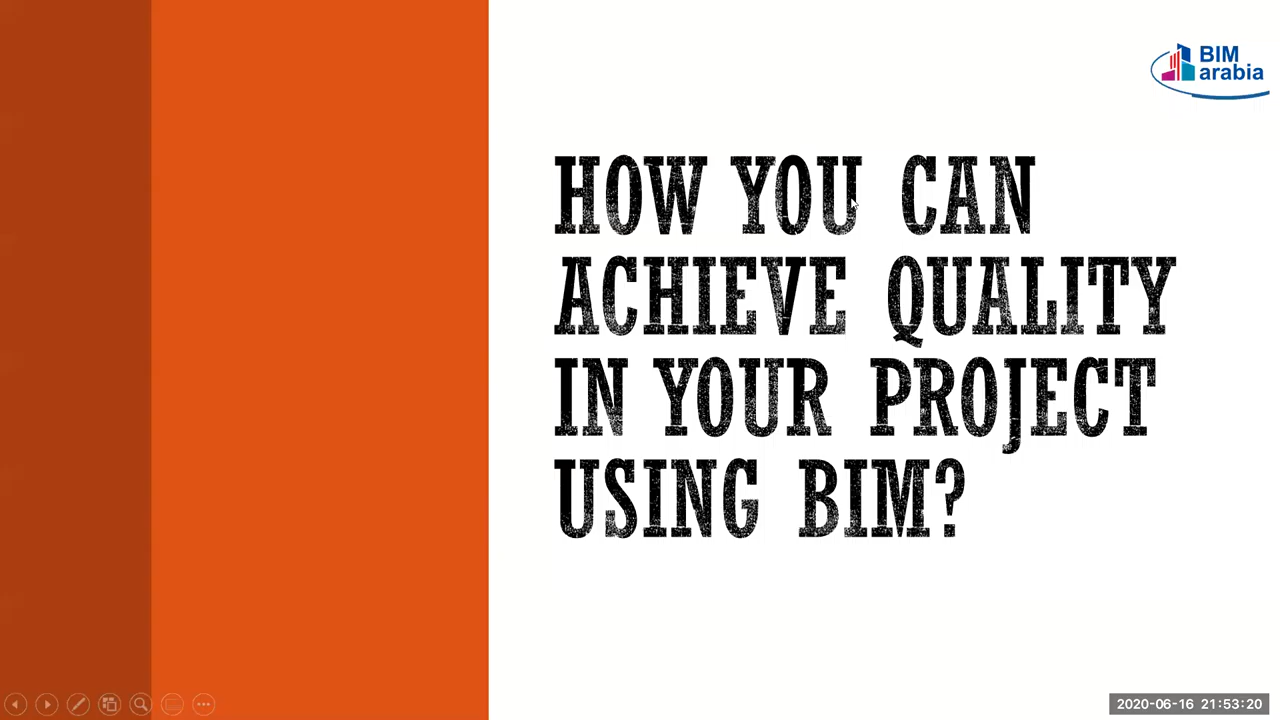 BIM
arabia
HOW YOU CAN
ACHIEVE QUALITY
IN YOUR PROJECT
USING BIM?
2020-06-16 21:53:20